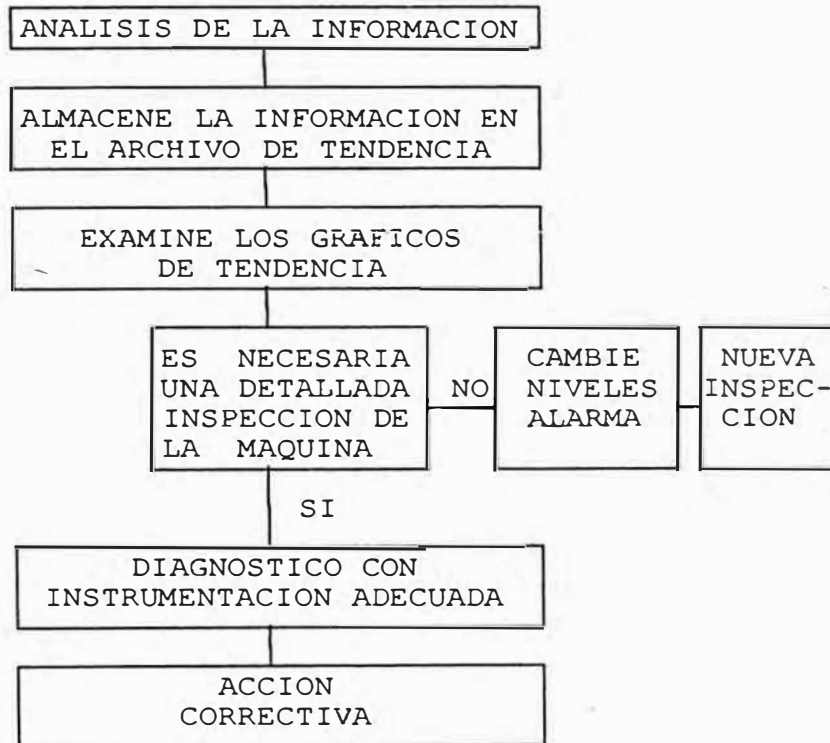 ANALISIS DE LA INFORMACION
ALMACENE LA INFORMACION EN
EL ARCHIVO DE TENDENCIA
EXAMINE LOS GRAFICOS
DE TENDENCIA
ES NECESARIA
UNA DETALLADA
INSPECCION DE
LA MAQUINA
NO
CAMBIE
NIVELES
ALARMA
NUEVA
INSPEC-
CION
SI
DIAGNOSTICO CON
INSTRUMENTACION ADECUADA
ACCION
CORRECTIVA